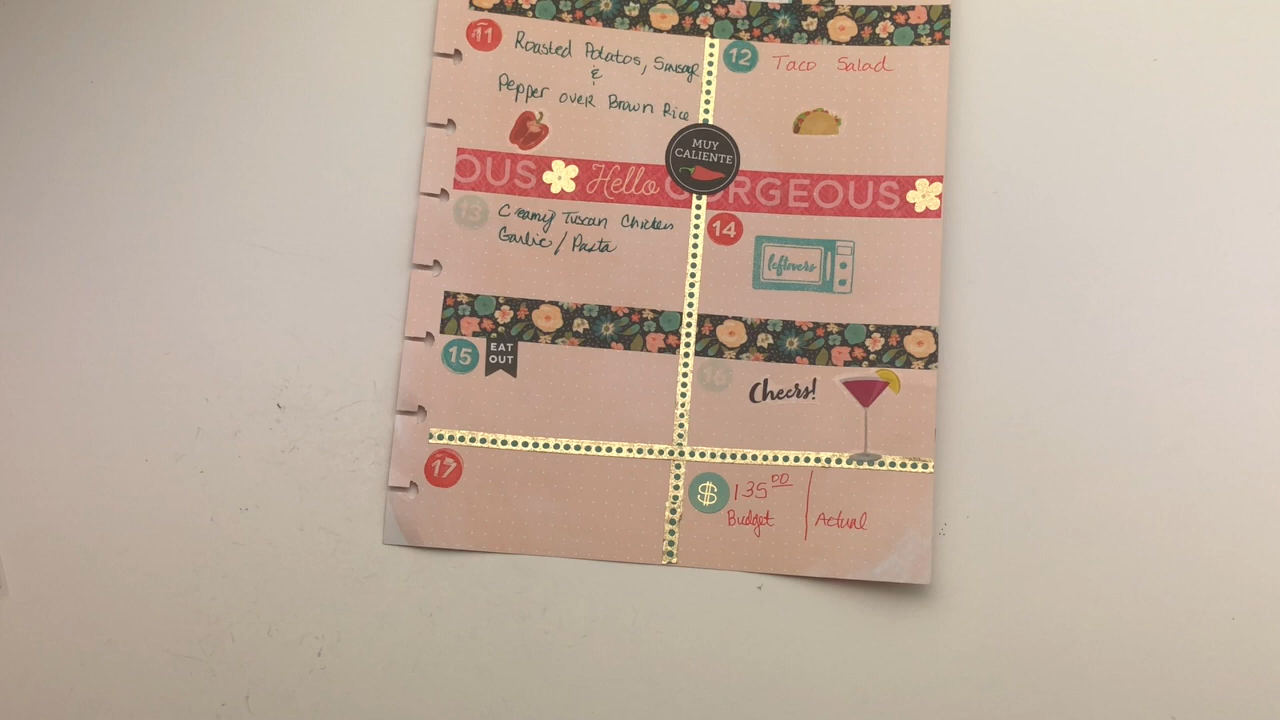 11
Roasted Potatos, Sausage
&
Pepper over Brown Rice
12
Taco Salad
MUY
CALIENTE
OUS Hello GORGEOUS
13
Creamy Tuscan Chicken
Garlic / Pasta
14
leftovers
15
EAT
OUT
16
Cheers!
17
$ 135.00
Budget
Actual